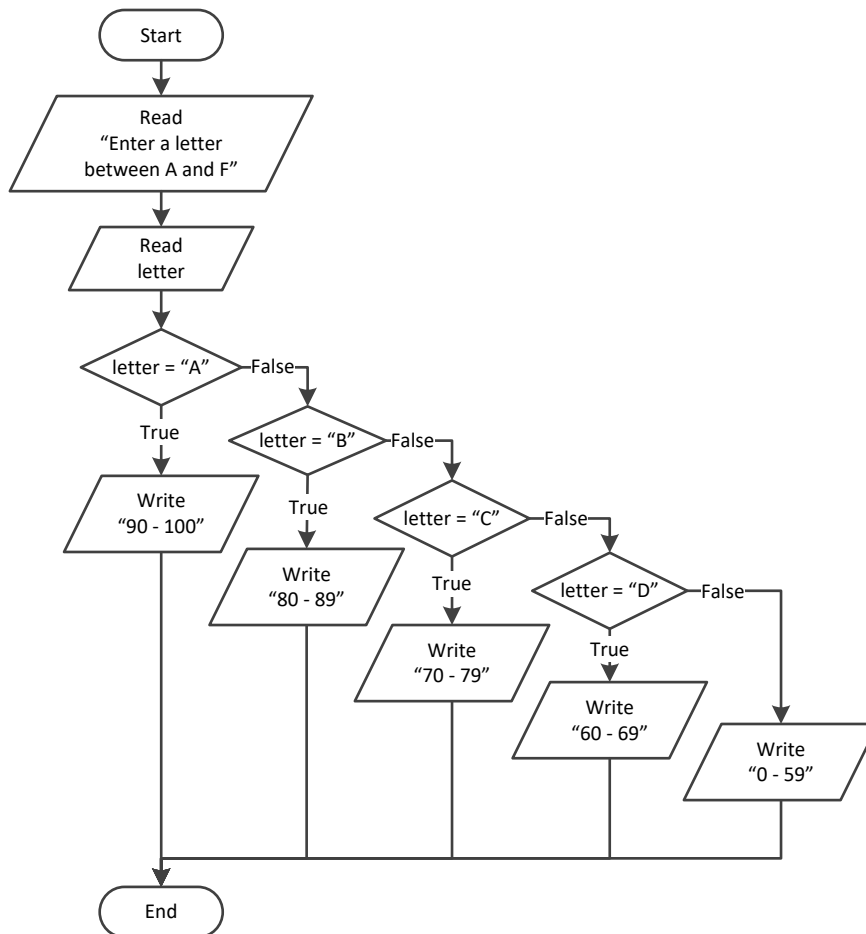 Start
Read
“Enter a letter
between A and F”
Read
letter
letter = “A”
False
True
letter = “B”
False
Write
“90 - 100”
True
letter = “C”
False
Write
“80 - 89”
True
letter = “D”
False
Write
“70 - 79”
True
Write
“60 - 69”
Write
“0 - 59”
End